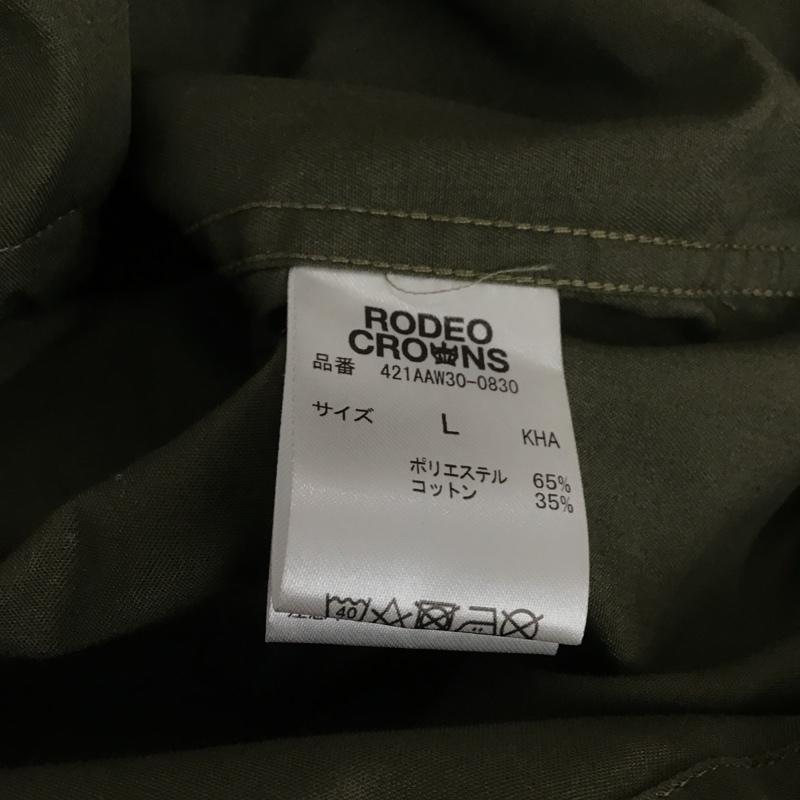 RODEO
CROWNS
品番 421AAW30-0830
サイズ L KHA
ポリエステル 65%
コットン 35%
40